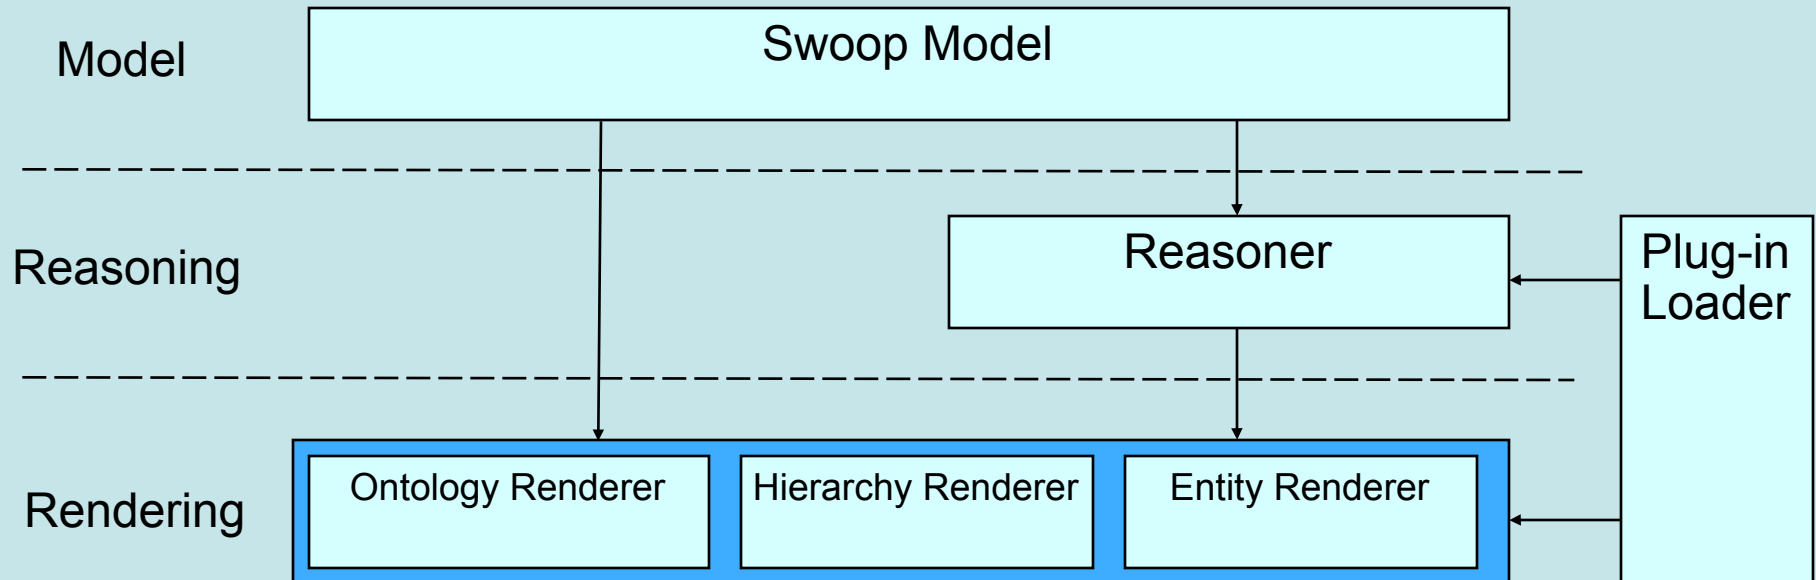 Model
Swoop Model
Reasoning
Reasoner
Plug-in
Loader
Rendering
Ontology Renderer
Hierarchy Renderer
Entity Renderer